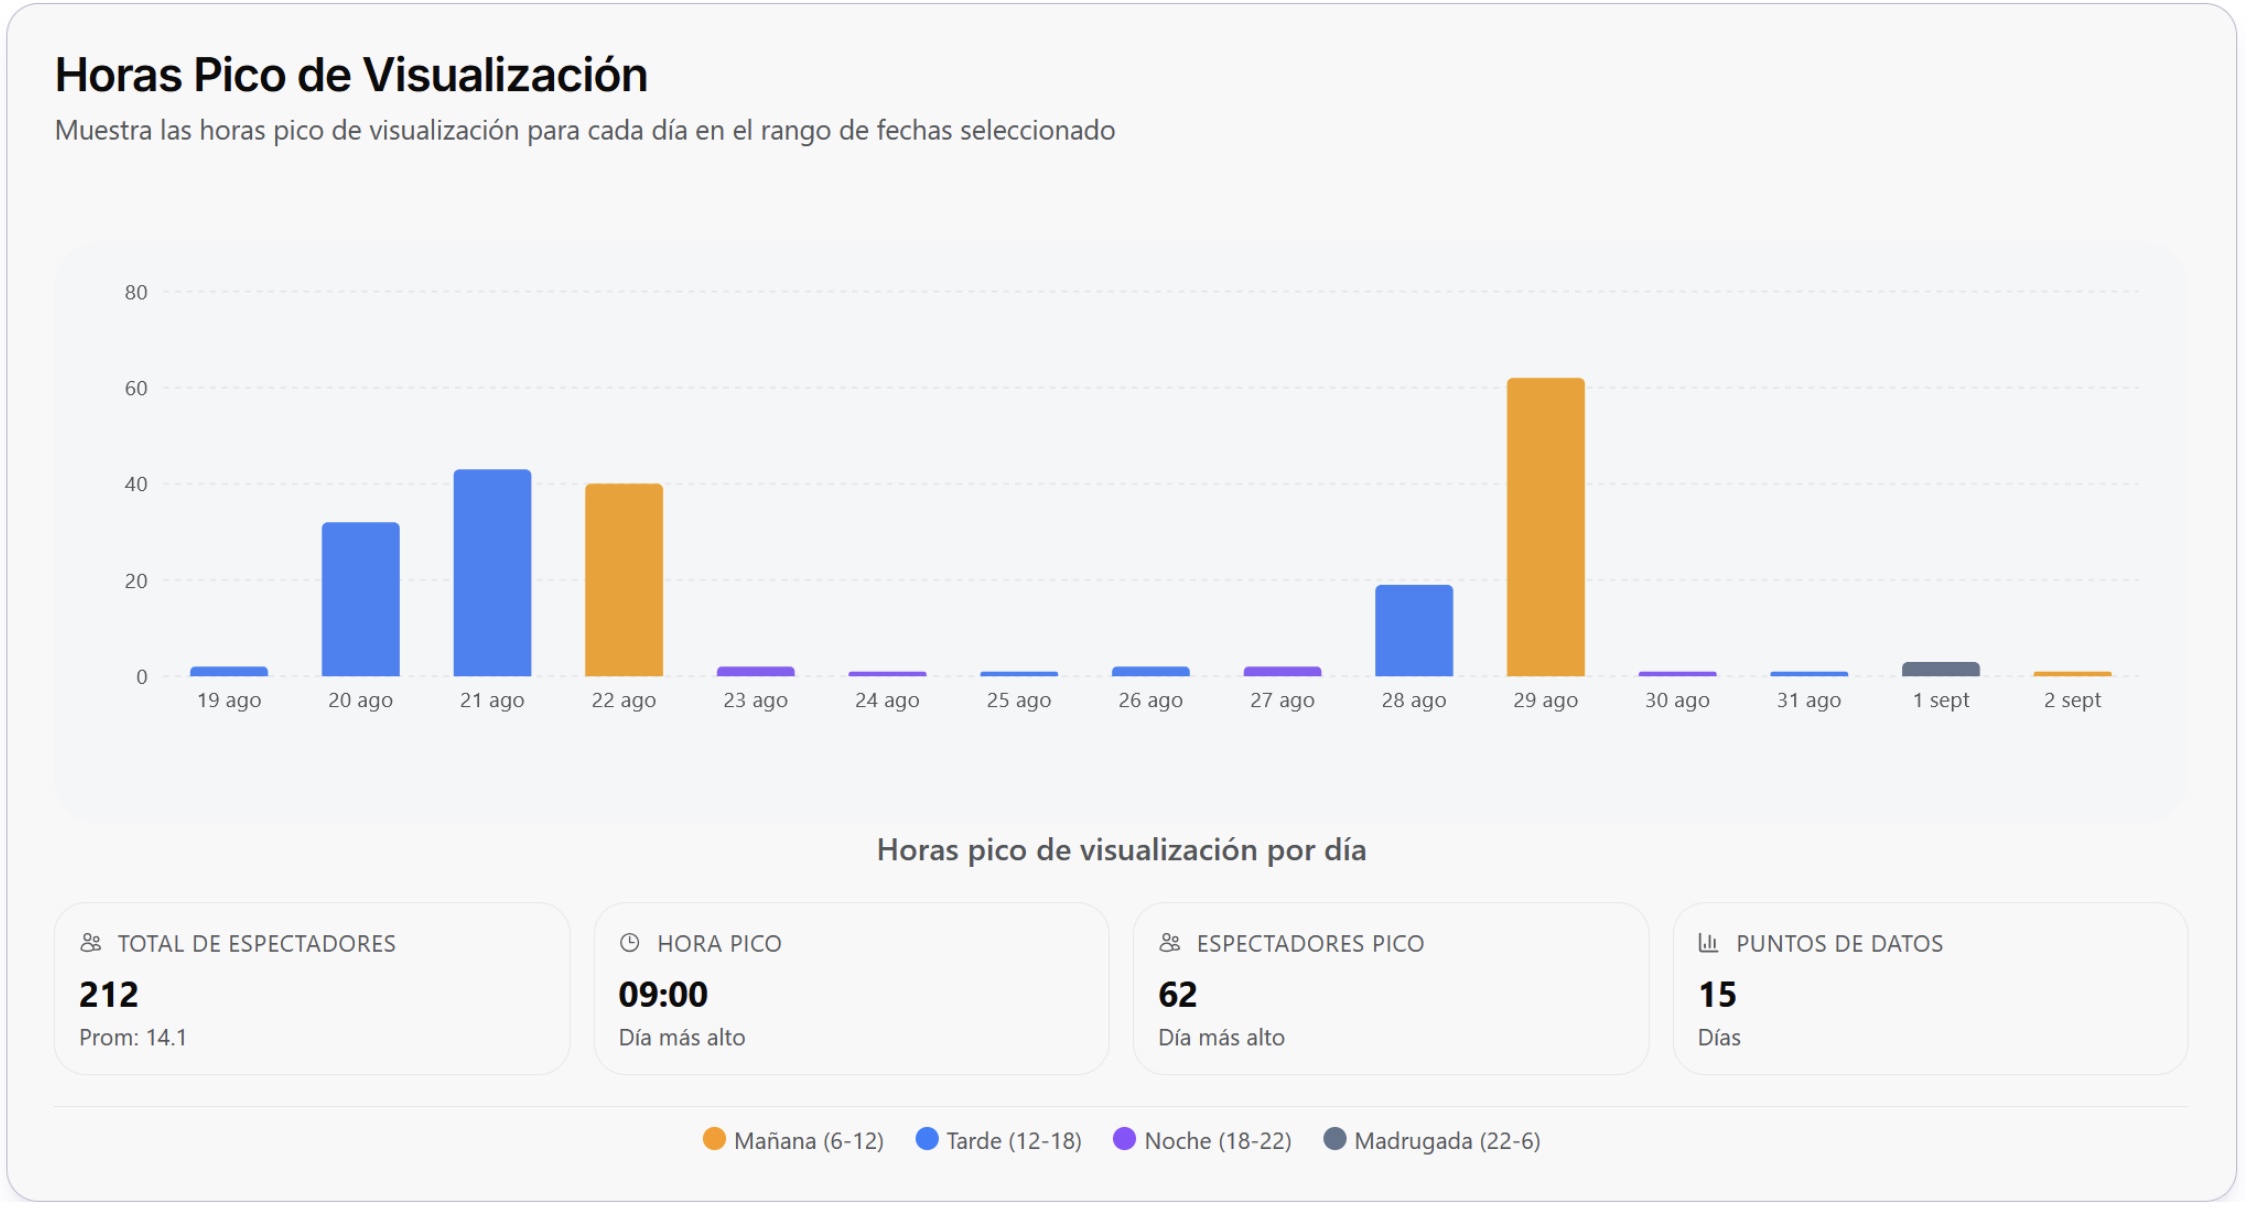 Horas Pico de Visualización
Muestra las horas pico de visualización para cada día en el rango de fechas seleccionado
80
60
40
20
0
19 ago 20 ago 21 ago 22 ago 23 ago 24 ago 25 ago 26 ago 27 ago 28 ago 29 ago 30 ago 31 ago 1 sept 2 sept
Horas pico de visualización por día
TOTAL DE ESPECTADORES
212
Prom: 14.1
HORA PICO
09:00
Día más alto
ESPECTADORES PICO
62
Día más alto
PUNTOS DE DATOS
15
Días
Mañana (6-12) Tarde (12-18) Noche (18-22) Madrugada (22-6)